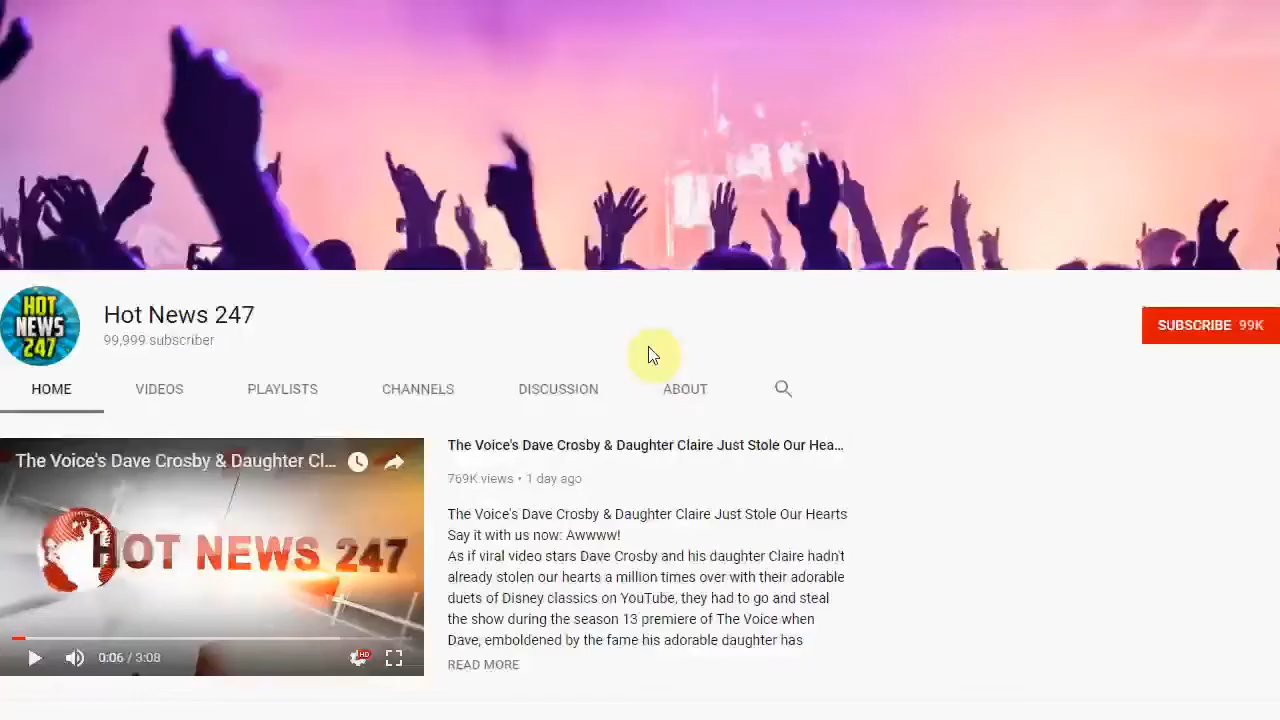 HOT
NEWS
247
Hot News 247
99,999 subscriber
SUBSCRIBE 99K
HOME
VIDEOS
PLAYLISTS
CHANNELS
DISCUSSION
ABOUT
The Voice's Dave Crosby & Daughter Cl...
HOT NEWS 247
0:06 / 3:08
HD
The Voice's Dave Crosby & Daughter Claire Just Stole Our Hea...
769K views • 1 day ago
The Voice's Dave Crosby & Daughter Claire Just Stole Our Hearts
Say it with us now: Awwww!
As if viral video stars Dave Crosby and his daughter Claire hadn't
already stolen our hearts a million times over with their adorable
duets of Disney classics on YouTube, they had to go and steal
the show during the season 13 premiere of The Voice when
Dave, emboldened by the fame his adorable daughter has
READ MORE